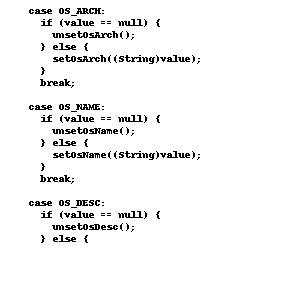 case OS_ARCH:
if (value == null) {
unsetOsArch();
} else {
setOsArch((String)value);
}
break;
case OS_NAME:
if (value == null) {
unsetOsName();
} else {
setOsName((String)value);
}
break;
case OS_DESC:
if (value == null) {
unsetOsDesc();
} else {